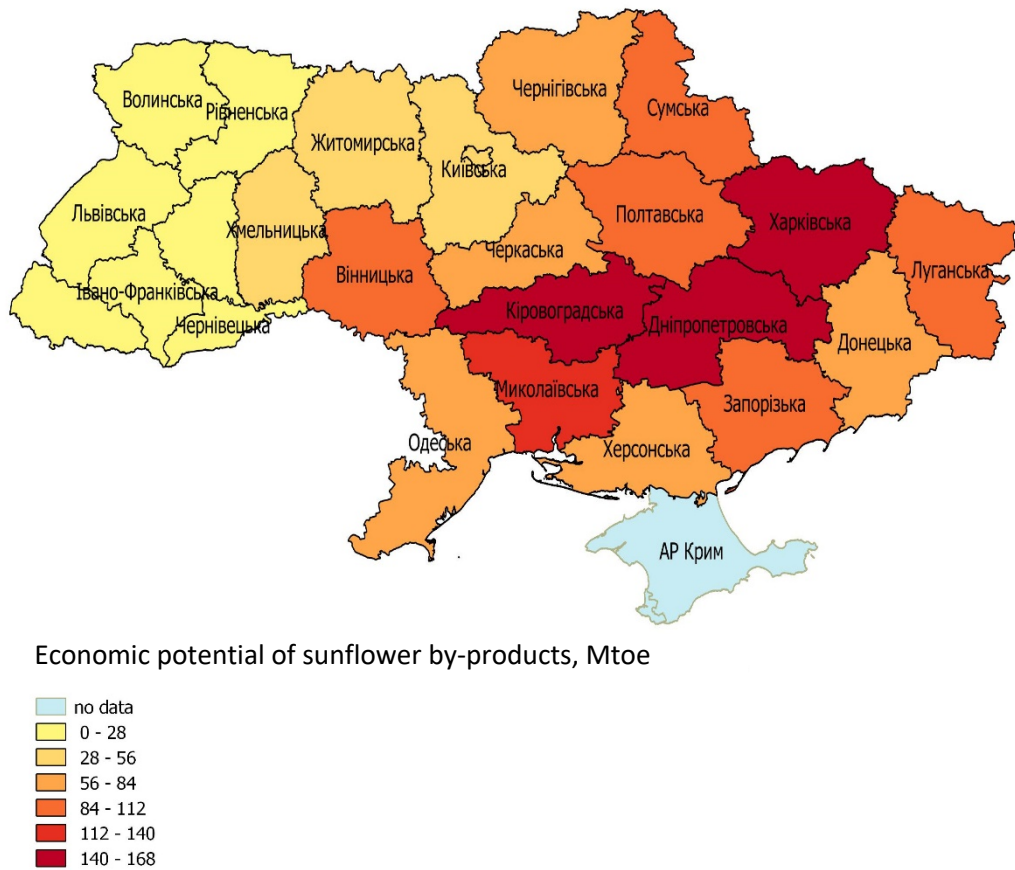 Чернігівська
Волинська
Рівненська
Сумська
Житомирська
Київська
Львівська
Полтавська
Харківська
Хмельницька
Черкаська
Вінницька
Луганська
Івано-Франківська
Кіровоградська
Чернівецька
Дніпропетровська
Донецька
Миколаївська
Запорізька
Одеська
Херсонська
АР Крим
Economic potential of sunflower by-products, Mtoe
no data
0 - 28
28 - 56
56 - 84
84 - 112
112 - 140
140 - 168